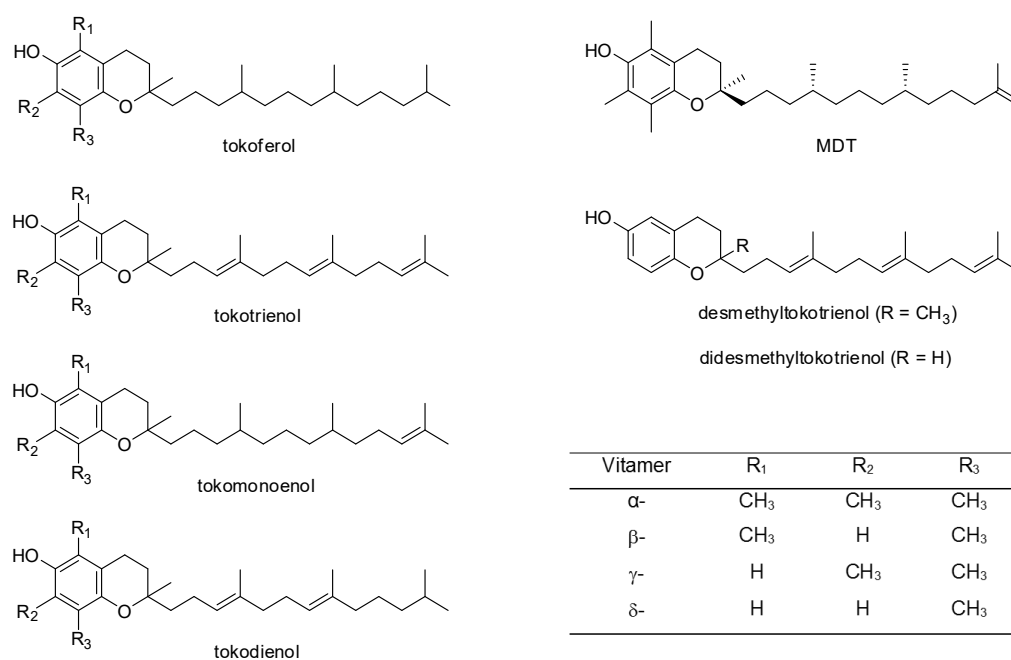 R₁
HO
R₂
O
R₃
tokoferol
R₁
HO
R₂
O
R₃
tokotrienol
R₁
HO
R₂
O
R₃
tokomonoenol
R₁
HO
R₂
O
R₃
tokodienol
HO
O
MDT
HO
R
O
desmethyltokotrienol (R = CH₃)
didesmethyltokotrienol (R = H)
Vitamer R₁ R₂ R₃
α- CH₃ CH₃ CH₃
β- CH₃ H CH₃
γ- H CH₃ CH₃
δ- H H CH₃